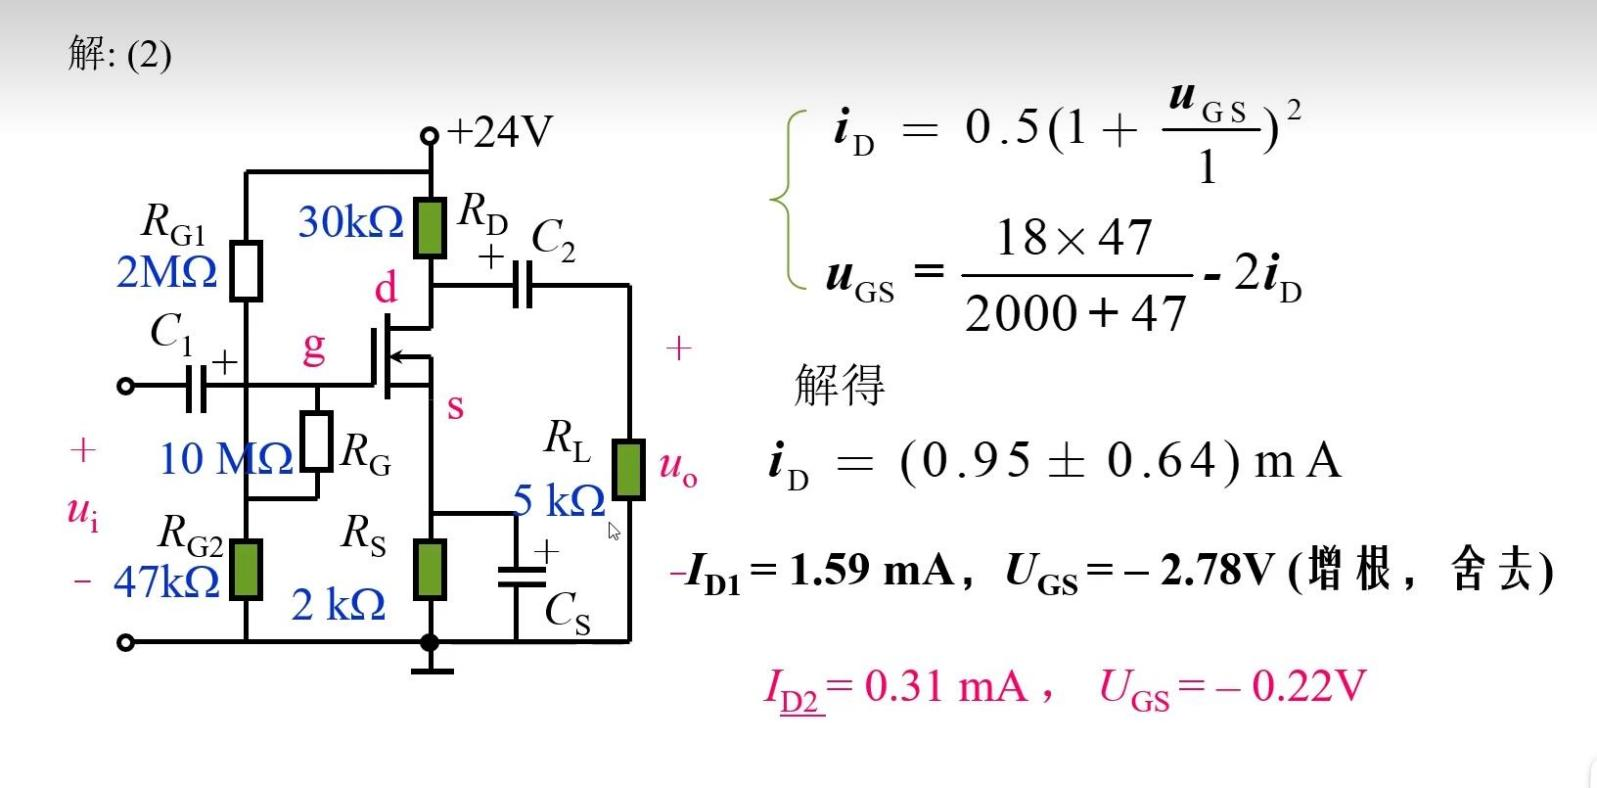 解: (2)
+24V
R_G1
2MΩ
30kΩ
R_D
+
C_2
d
C_1
+
g
s
+
10 MΩ
R_G
R_L
5 kΩ
u_o
+
u_i
-
R_G2
47kΩ
R_S
2 kΩ
+
C_S
-
i_D = 0.5(1 + u_GS/1)^2
u_GS = (18×47)/(2000+47) - 2i_D
解得
i_D = (0.95 ± 0.64) mA
I_D1 = 1.59 mA, U_GS = – 2.78V (增根, 舍去)
I_D2 = 0.31 mA , U_GS = – 0.22V